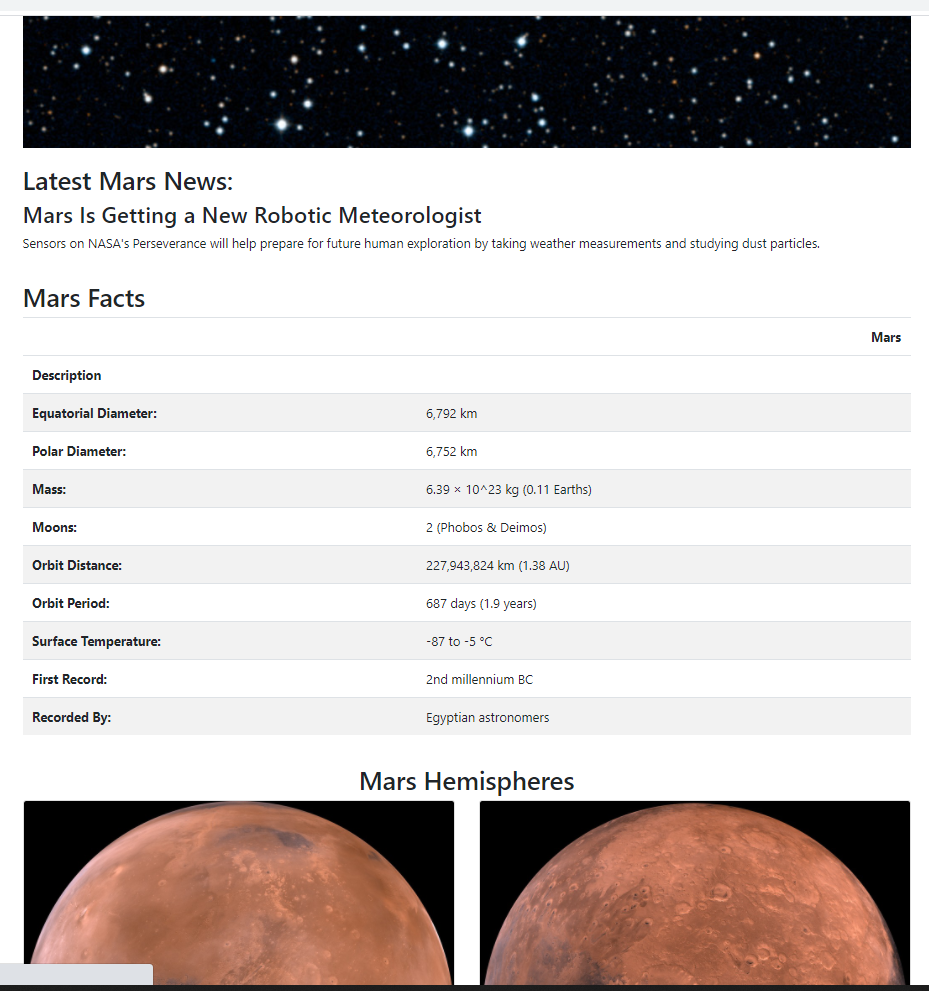 Latest Mars News:
Mars Is Getting a New Robotic Meteorologist
Sensors on NASA's Perseverance will help prepare for future human exploration by taking weather measurements and studying dust particles.
Mars Facts
Mars
Description
Equatorial Diameter: 6,792 km
Polar Diameter: 6,752 km
Mass: 6.39 × 10^23 kg (0.11 Earths)
Moons: 2 (Phobos & Deimos)
Orbit Distance: 227,943,824 km (1.38 AU)
Orbit Period: 687 days (1.9 years)
Surface Temperature: -87 to -5 °C
First Record: 2nd millennium BC
Recorded By: Egyptian astronomers
Mars Hemispheres